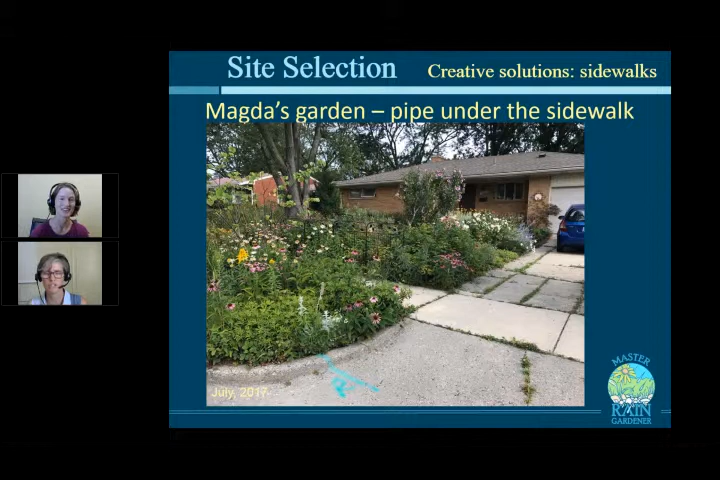 Site Selection
Creative solutions: sidewalks
Magda's garden – pipe under the sidewalk
July, 2017
MASTER
RAIN
GARDENER